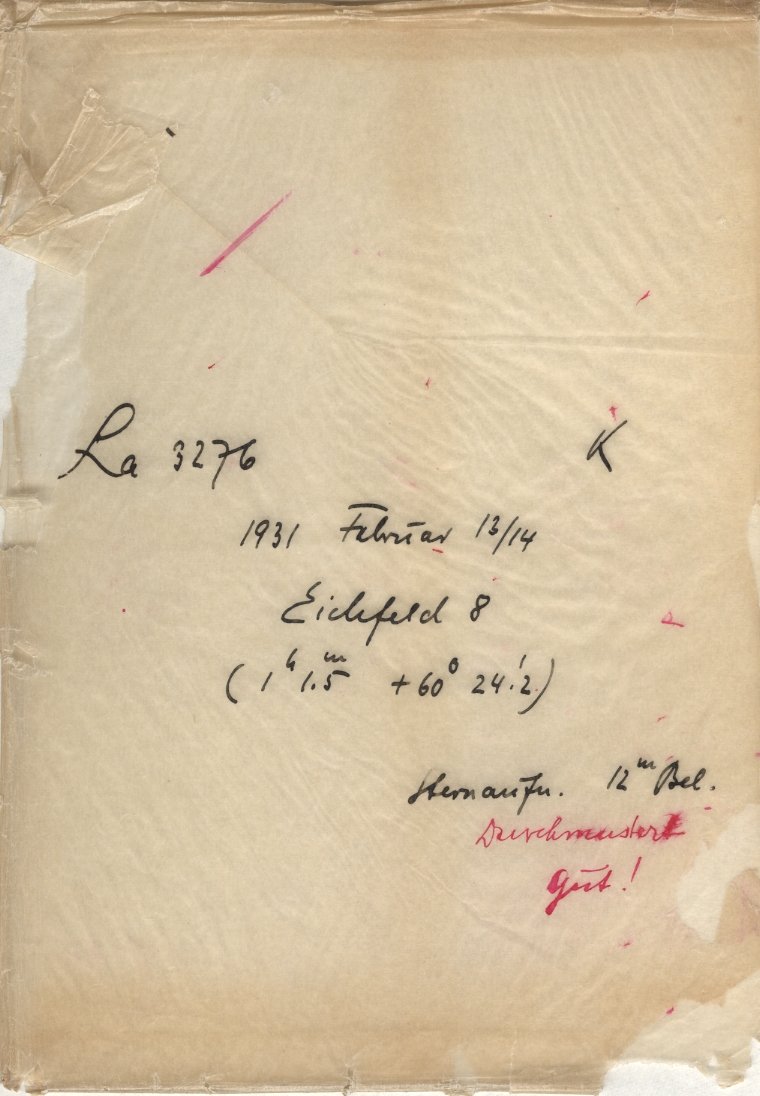 La 3276 K
1931 Februar 13/14
Eichfeld 8
(1ʰ 1.5ᵐ +60° 24.'2)
Sternaufn. 12ᵐ Bel.
Durchmustert
Gut!